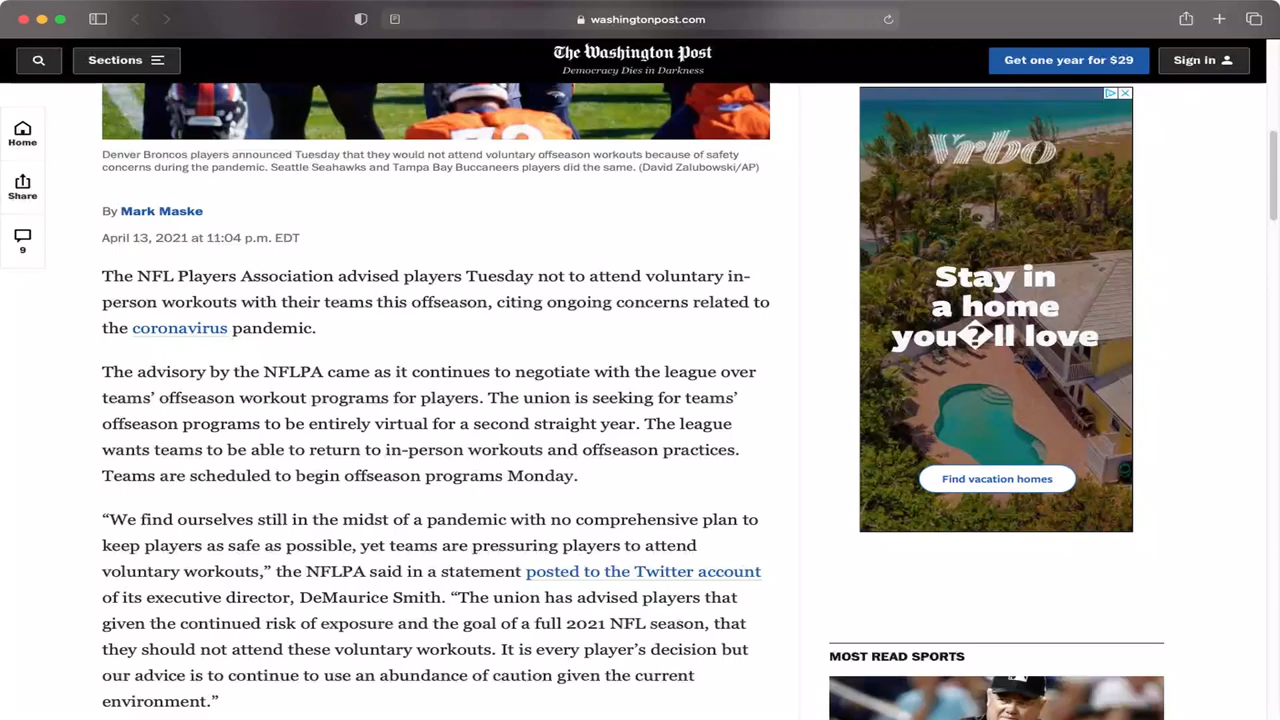 washingtonpost.com
Sections
The Washington Post
Democracy Dies in Darkness
Get one year for $29
Sign in
Home
Share
9
Denver Broncos players announced Tuesday that they would not attend voluntary offseason workouts because of safety
concerns during the pandemic. Seattle Seahawks and Tampa Bay Buccaneers players did the same. (David Zalubowski/AP)
By Mark Maske
April 13, 2021 at 11:04 p.m. EDT
The NFL Players Association advised players Tuesday not to attend voluntary in-
person workouts with their teams this offseason, citing ongoing concerns related to
the coronavirus pandemic.
The advisory by the NFLPA came as it continues to negotiate with the league over
teams’ offseason workout programs for players. The union is seeking for teams’
offseason programs to be entirely virtual for a second straight year. The league
wants teams to be able to return to in-person workouts and offseason practices.
Teams are scheduled to begin offseason programs Monday.
“We find ourselves still in the midst of a pandemic with no comprehensive plan to
keep players as safe as possible, yet teams are pressuring players to attend
voluntary workouts,” the NFLPA said in a statement posted to the Twitter account
of its executive director, DeMaurice Smith. “The union has advised players that
given the continued risk of exposure and the goal of a full 2021 NFL season, that
they should not attend these voluntary workouts. It is every player’s decision but
our advice is to continue to use an abundance of caution given the current
environment.”
Vrbo
Stay in
a home
you�ll love
Find vacation homes
MOST READ SPORTS